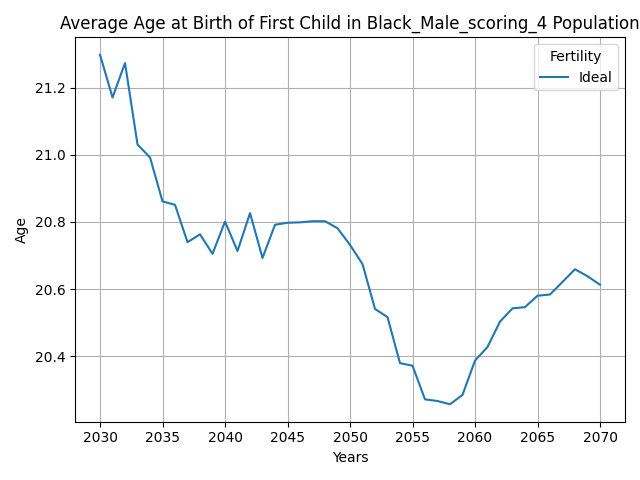 Average Age at Birth of First Child in Black_Male_scoring_4 Population
Fertility
Ideal
21.2
21.0
20.8
20.6
20.4
Age
2030 2035 2040 2045 2050 2055 2060 2065 2070
Years